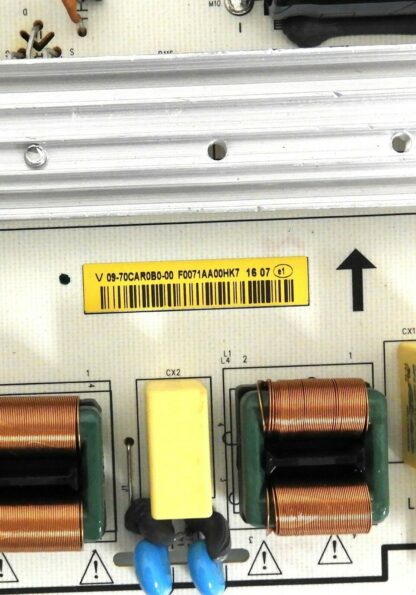 D
M10
S
V 09-70CAR0B0-00 F0071AA00HK7 16 07 e1
1
CX2
L1
L4 2
1
CX1
L